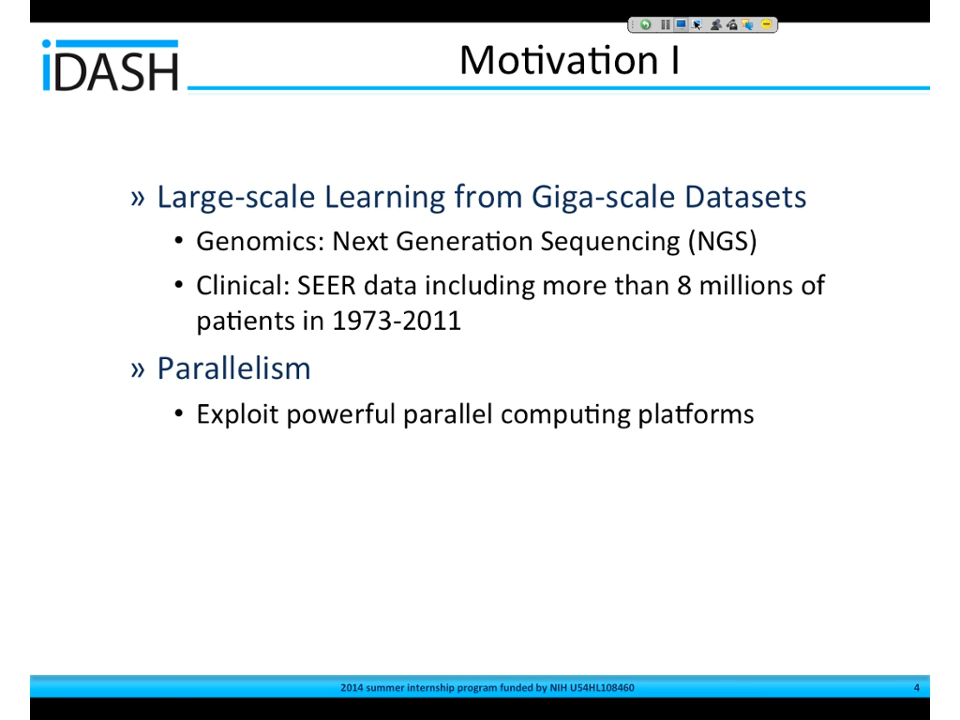 iDASH
Motivation I
» Large-scale Learning from Giga-scale Datasets
• Genomics: Next Generation Sequencing (NGS)
• Clinical: SEER data including more than 8 millions of
patients in 1973-2011
» Parallelism
• Exploit powerful parallel computing platforms
2014 summer internship program funded by NIH U54HL108460
4